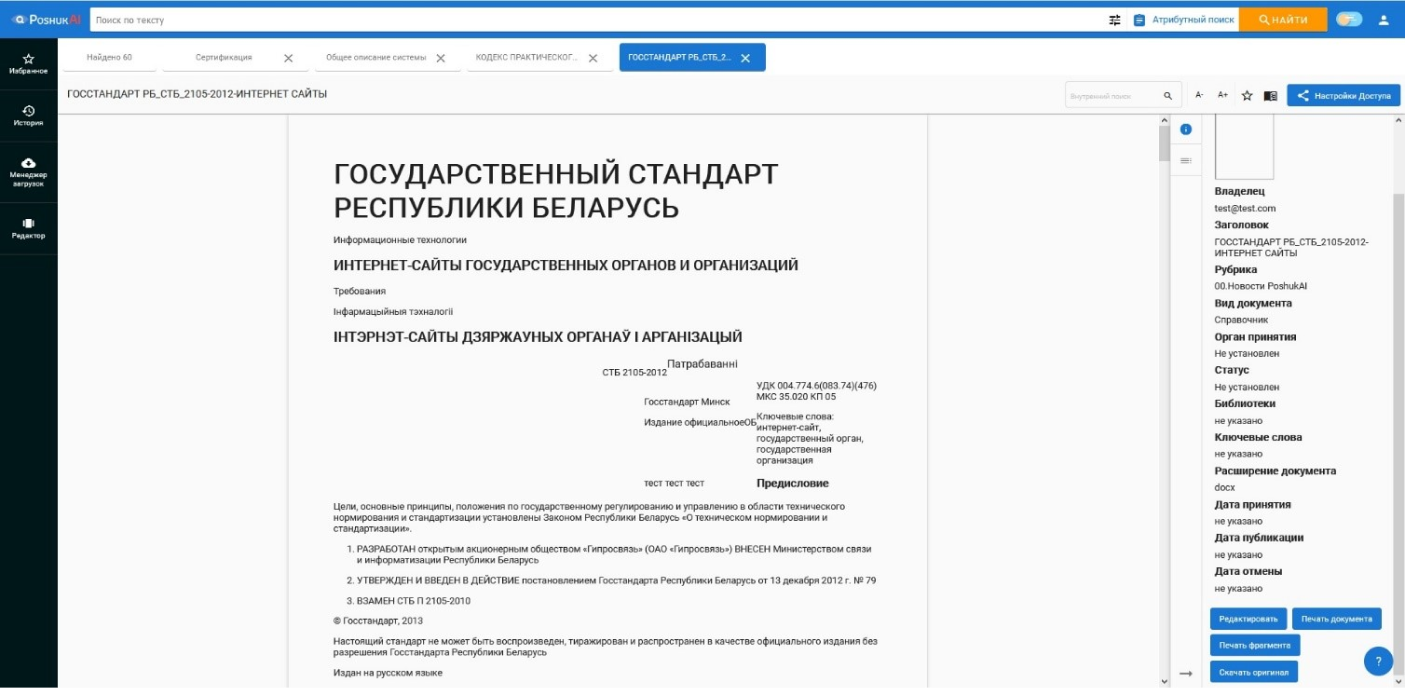 PoshukAI
Поиск по тексту
Атрибутный поиск
НАЙТИ
Избранное
История
Менеджер
загрузок
Редактор
Найдено 60
Сертификация
Общее описание системы
КОДЕКС ПРАКТИЧЕСКОГ...
ГОССТАНДАРТ РБ_СТБ_2...
ГОССТАНДАРТ РБ_СТБ_2105-2012-ИНТЕРНЕТ САЙТЫ
Внутренний поиск
A-
A+
Настройки Доступа
ГОСУДАРСТВЕННЫЙ СТАНДАРТ
РЕСПУБЛИКИ БЕЛАРУСЬ
Информационные технологии
ИНТЕРНЕТ-САЙТЫ ГОСУДАРСТВЕННЫХ ОРГАНОВ И ОРГАНИЗАЦИЙ
Требования
Інфармацыйныя тэхналогіі
ІНТЭРНЭТ-САЙТЫ ДЗЯРЖАУНЫХ ОРГАНАЎ І АРГАНІЗАЦЫЙ
Патрабаванні
СТБ 2105-2012
УДК 004.774.6(083.74)(476)
МКС 35.020 КП 05
Госстандарт Минск
Издание официальноеОБ
Ключевые слова:
интернет-сайт,
государственный орган,
государственная
организация
тест тест тест
Предисловие
Цели, основные принципы, положения по государственному регулированию и управлению в области технического
нормирования и стандартизации установлены Законом Республики Беларусь «О техническом нормировании и
стандартизации».
1. РАЗРАБОТАН открытым акционерным обществом «Гипросвязь» (ОАО «Гипросвязь») ВНЕСЕН Министерством связи
и информатизации Республики Беларусь
2. УТВЕРЖДЕН И ВВЕДЕН В ДЕЙСТВИЕ постановлением Госстандарта Республики Беларусь от 13 декабря 2012 г. № 79
3. ВЗАМЕН СТБ П 2105-2010
© Госстандарт, 2013
Настоящий стандарт не может быть воспроизведен, тиражирован и распространен в качестве официального издания без
разрешения Госстандарта Республики Беларусь
Издан на русском языке
Владелец
test@test.com
Заголовок
ГОССТАНДАРТ РБ_СТБ_2105-2012-
ИНТЕРНЕТ САЙТЫ
Рубрика
00.Новости PoshukAI
Вид документа
Справочник
Орган принятия
Не установлен
Статус
Не установлен
Библиотеки
не указано
Ключевые слова
не указано
Расширение документа
docx
Дата принятия
не указано
Дата публикации
не указано
Дата отмены
не указано
Редактировать
Печать документа
Печать фрагмента
Скачать оригинал
?